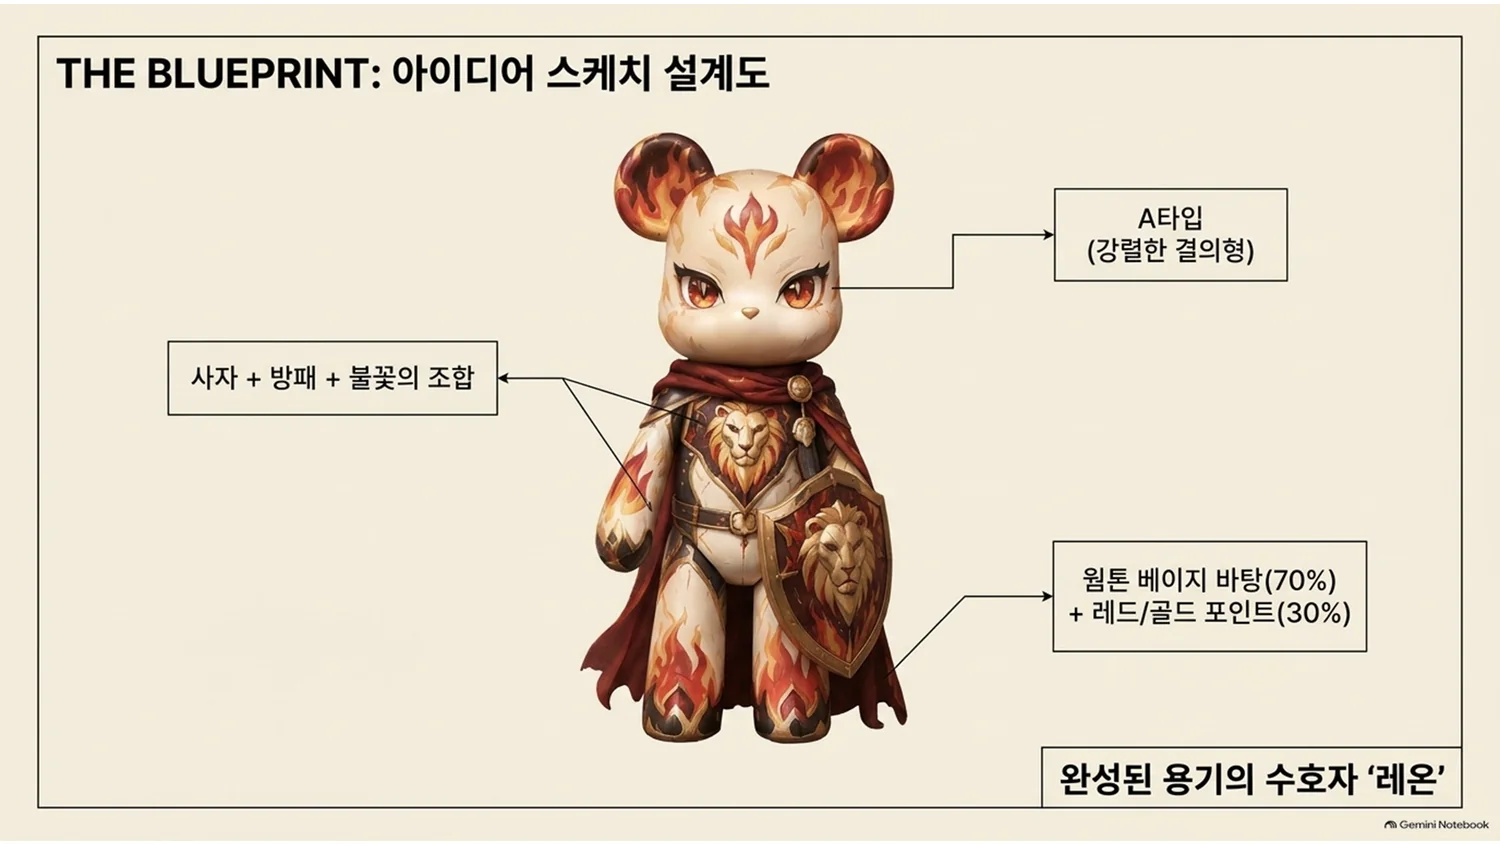 THE BLUEPRINT: 아이디어 스케치 설계도
A타입
(강렬한 결의형)
사자 + 방패 + 불꽃의 조합
웜톤 베이지 바탕(70%)
+ 레드/골드 포인트(30%)
완성된 용기의 수호자 ‘레온’
Gemini Notebook